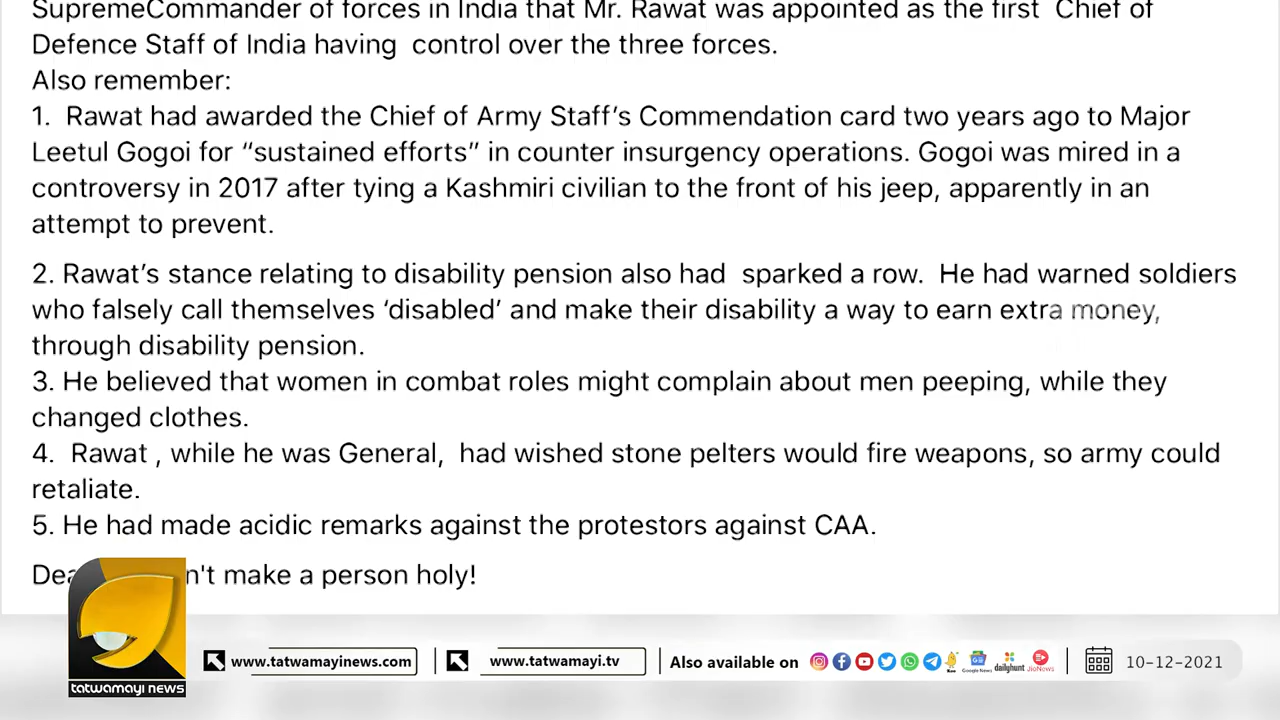 SupremeCommander of forces in India that Mr. Rawat was appointed as the first Chief of
Defence Staff of India having control over the three forces.
Also remember:
1. Rawat had awarded the Chief of Army Staff’s Commendation card two years ago to Major
Leetul Gogoi for “sustained efforts” in counter insurgency operations. Gogoi was mired in a
controversy in 2017 after tying a Kashmiri civilian to the front of his jeep, apparently in an
attempt to prevent.
2. Rawat’s stance relating to disability pension also had sparked a row. He had warned soldiers
who falsely call themselves ‘disabled’ and make their disability a way to earn extra money,
through disability pension.
3. He believed that women in combat roles might complain about men peeping, while they
changed clothes.
4. Rawat , while he was General, had wished stone pelters would fire weapons, so army could
retaliate.
5. He had made acidic remarks against the protestors against CAA.
make a person holy!
tatwamayi news
www.tatwamayinews.com
www.tatwamayi.tv
Also available on
Google News
dailyhunt
JioNews
10-12-2021